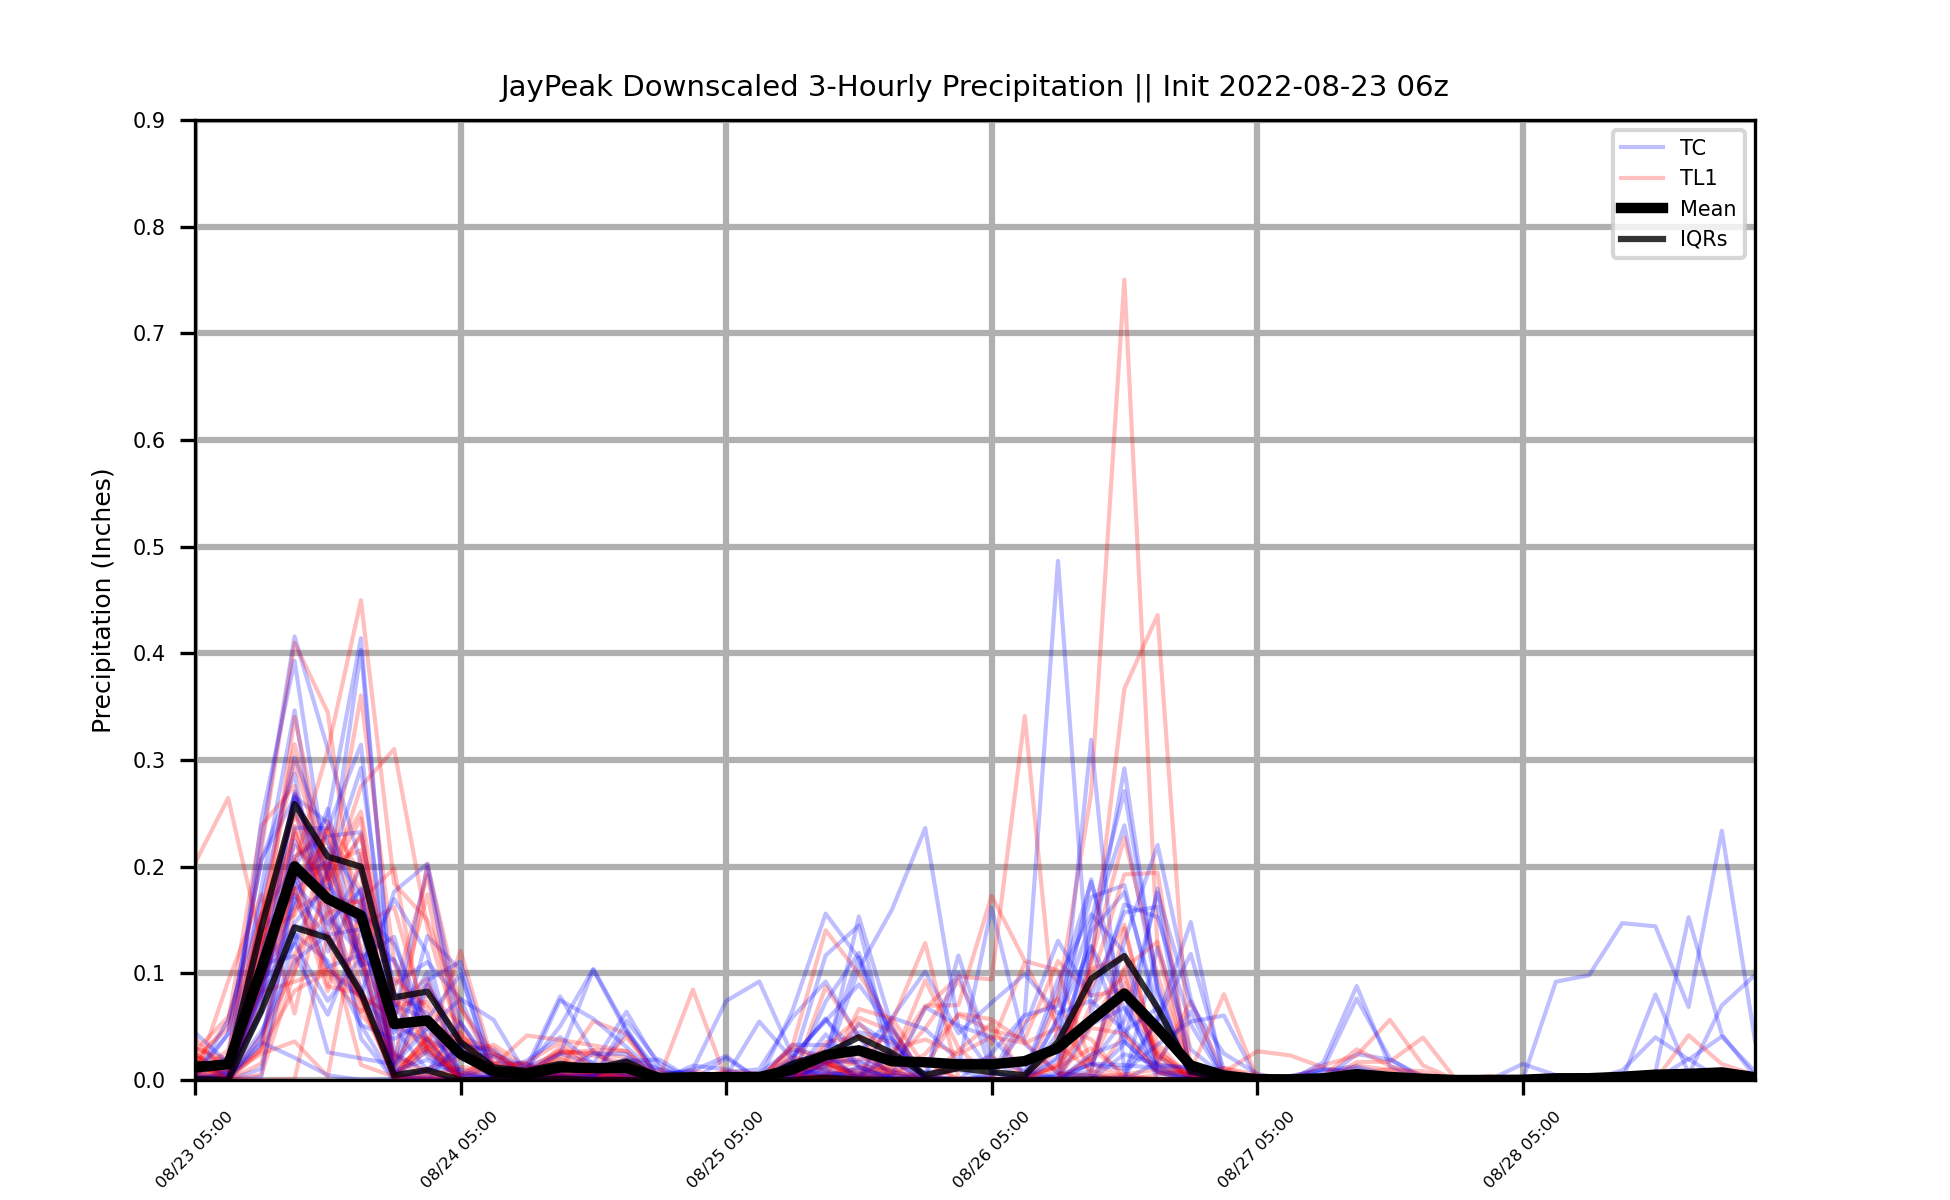 JayPeak Downscaled 3-Hourly Precipitation || Init 2022-08-23 06z
Precipitation (Inches)
0.9
0.8
0.7
0.6
0.5
0.4
0.3
0.2
0.1
0.0
TC
TL1
Mean
IQRs
08/23 05:00
08/24 05:00
08/25 05:00
08/26 05:00
08/27 05:00
08/28 05:00